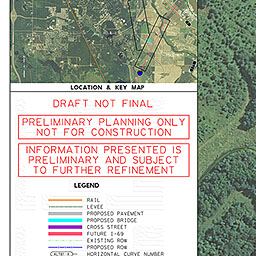 LOCATION & KEY MAP
DRAFT NOT FINAL
PRELIMINARY PLANNING ONLY
NOT FOR CONSTRUCTION
INFORMATION PRESENTED IS
PRELIMINARY AND SUBJECT
TO FURTHER REFINEMENT
LEGEND
RAIL
LEVEE
PROPOSED PAVEMENT
PROPOSED BRIDGE
CROSS STREET
FUTURE I-69
EXISTING ROW
PROPOSED ROW
HORIZONTAL CURVE NUMBER